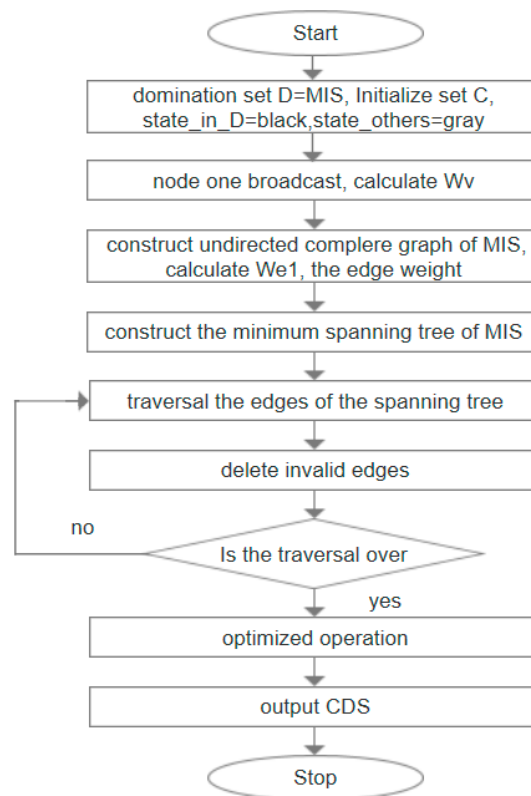 Start
domination set D=MIS, Initialize set C,
state_in_D=black,state_others=gray
node one broadcast, calculate Wv
construct undirected complere graph of MIS,
calculate We1, the edge weight
construct the minimum spanning tree of MIS
traversal the edges of the spanning tree
delete invalid edges
no
Is the traversal over
yes
optimized operation
output CDS
Stop